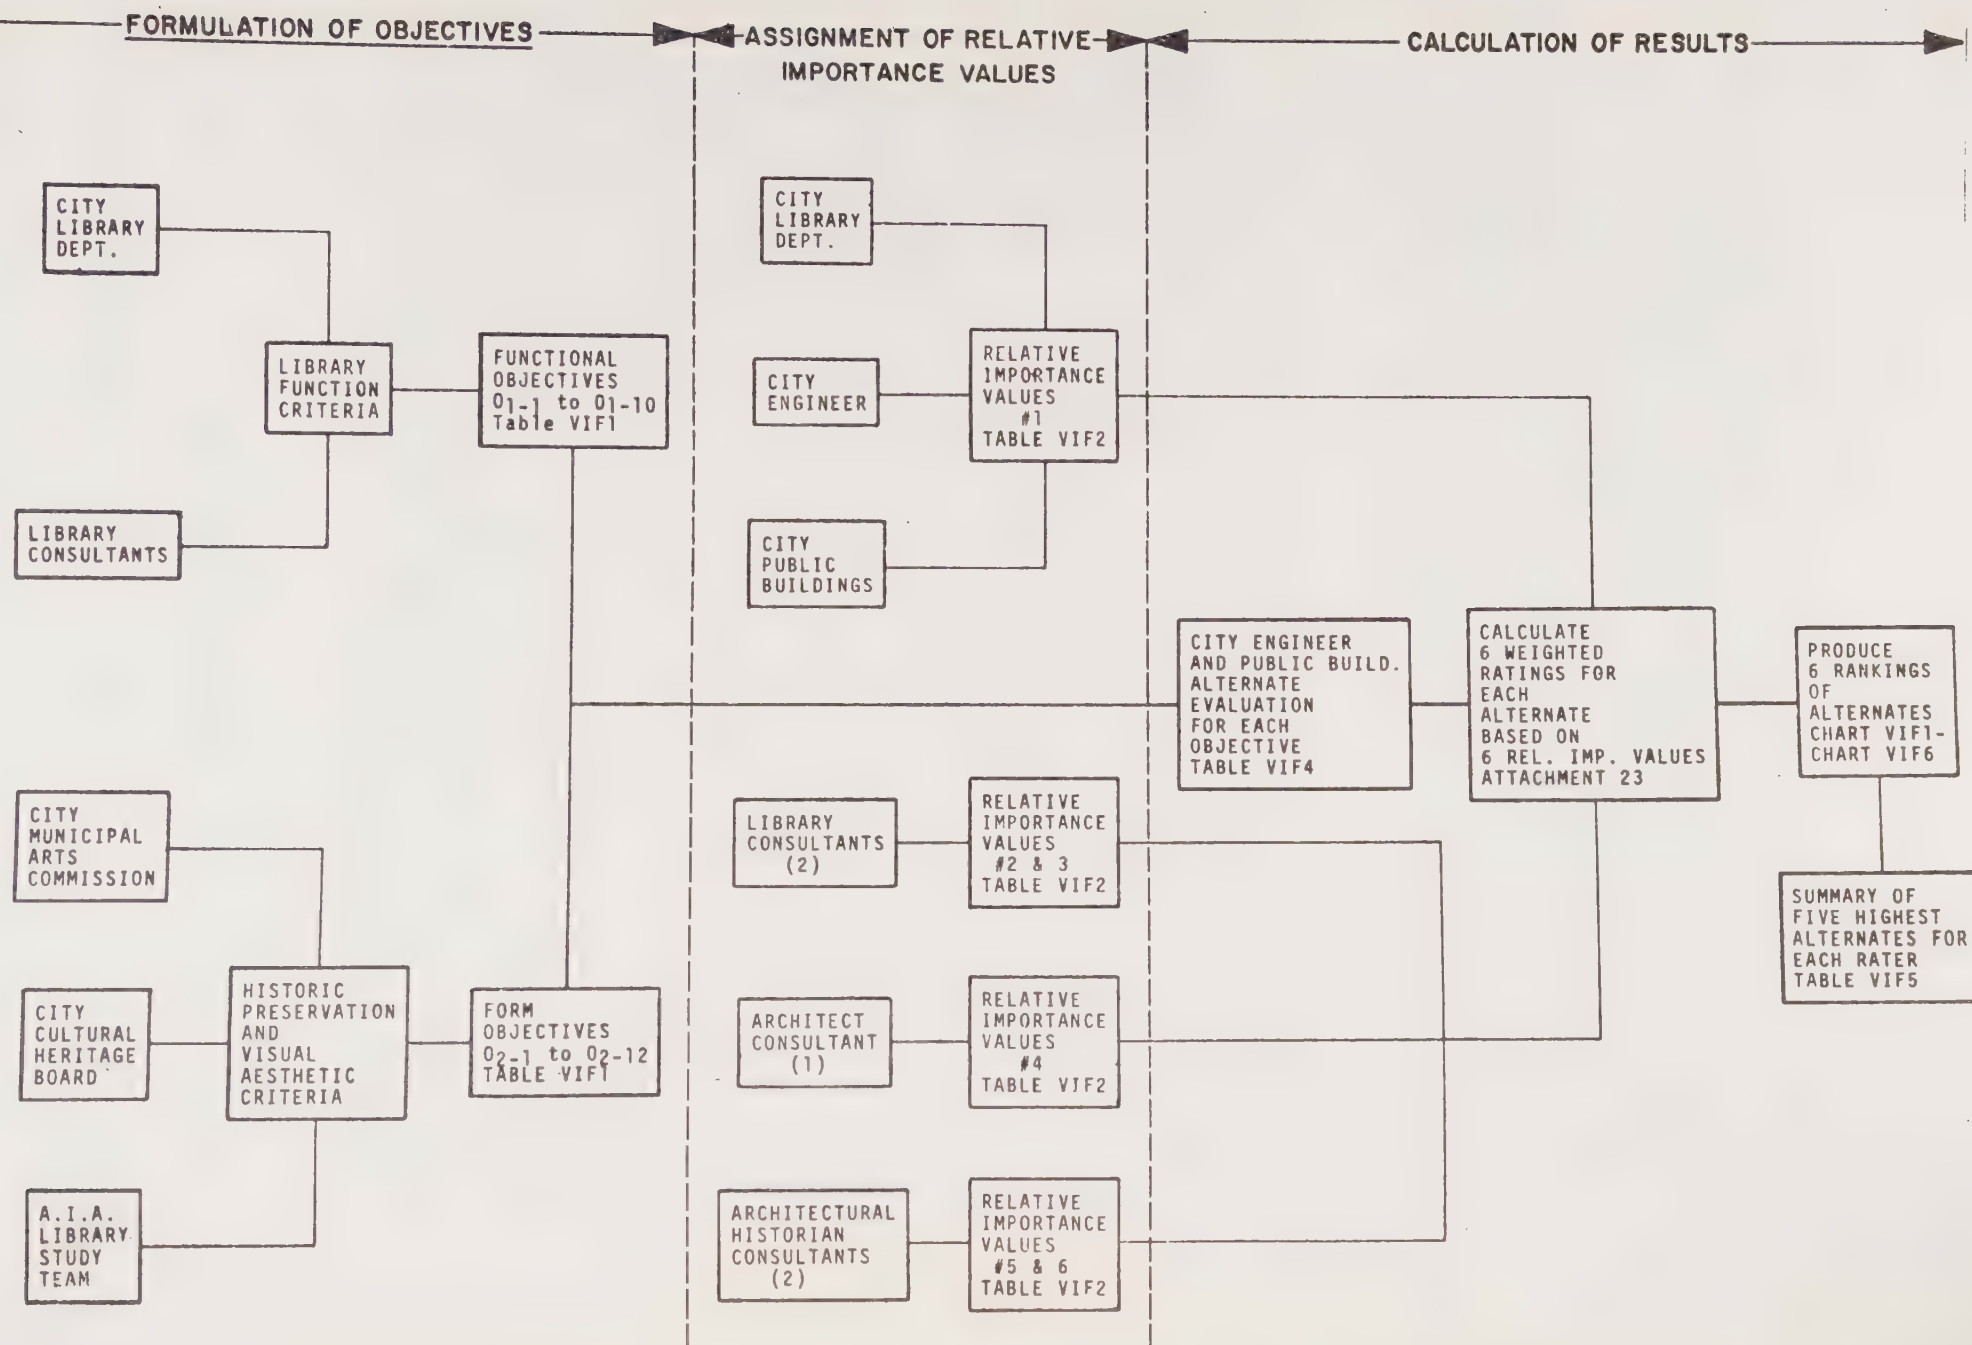 FORMULATION OF OBJECTIVES
ASSIGNMENT OF RELATIVE
IMPORTANCE VALUES
CALCULATION OF RESULTS
CITY
LIBRARY
DEPT.
LIBRARY
FUNCTION
CRITERIA
FUNCTIONAL
OBJECTIVES
O1-1 to O1-10
Table VIF1
LIBRARY
CONSULTANTS
CITY
MUNICIPAL
ARTS
COMMISSION
CITY
CULTURAL
HERITAGE
BOARD
HISTORIC
PRESERVATION
AND
VISUAL
AESTHETIC
CRITERIA
FORM
OBJECTIVES
O2-1 to O2-12
TABLE VIF1
A.I.A.
LIBRARY
STUDY
TEAM
CITY
LIBRARY
DEPT.
CITY
ENGINEER
RELATIVE
IMPORTANCE
VALUES
#1
TABLE VIF2
CITY
PUBLIC
BUILDINGS
LIBRARY
CONSULTANTS
(2)
RELATIVE
IMPORTANCE
VALUES
#2 & 3
TABLE VIF2
ARCHITECT
CONSULTANT
(1)
RELATIVE
IMPORTANCE
VALUES
#4
TABLE VIF2
ARCHITECTURAL
HISTORIAN
CONSULTANTS
(2)
RELATIVE
IMPORTANCE
VALUES
#5 & 6
TABLE VIF2
CITY ENGINEER
AND PUBLIC BUILD.
ALTERNATE
EVALUATION
FOR EACH
OBJECTIVE
TABLE VIF4
CALCULATE
6 WEIGHTED
RATINGS FOR
EACH
ALTERNATE
BASED ON
6 REL. IMP. VALUES
ATTACHMENT 23
PRODUCE
6 RANKINGS
OF
ALTERNATES
CHART VIF1-
CHART VIF6
SUMMARY OF
FIVE HIGHEST
ALTERNATES FOR
EACH RATER
TABLE VIF5